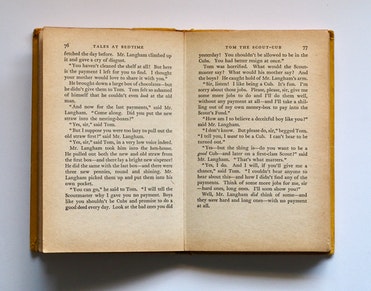 76 TALES AT BEDTIME
fetched the day before. Mr. Langham climbed up
it and gave a cry of disgust.
"You haven't cleaned the shelf at all! But here
is the payment I left for you to find. I thought
your mother would love to share it with you."
He brought down a large box of chocolates—but
he didn't give them to Tom. Tom felt so ashamed
of himself that he couldn't even look at the old
man.
"And now for the last payments," said Mr.
Langham. "Come along. Did you put the new
straw into the nesting-boxes?"
"Yes, sir," said Tom.
"But I suppose you were too lazy to pull out the
old straw first?" said Mr. Langham.
"Yes, sir," said Tom, in a very low voice indeed.
Mr. Langham took him into the hen-house.
He pulled out both the new and old straw from
the first box—and there lay a bright new sixpence!
He did the same with the last box—and there were
three new pennies, round and shining. Mr.
Langham picked them up and put them into his
own pocket.
"You can go," he said to Tom. "I will tell the
Scoutmaster why I gave you no payment. Boys
like you shouldn't be Cubs and promise to do a
good deed every day. Look at the bad ones you did
TOM THE SCOUT-CUB 77
yesterday! You shouldn't be allowed to be in the
Cubs. You had better resign at once."
Tom was horrified. What would the Scout-
master say? What would his mother say? And
the boys! He caught hold of Mr. Langham's arm.
"Sir, listen! I like being a Cub. It's fun. I'm
sorry about those jobs. Please, please, sir, give me
some more jobs to do and I'll do them well,
without any payment at all—and I'll take a shil-
ling out of my own money-box to pay into the
Scout's Fund."
"How am I to believe a deceitful boy like you?"
said Mr. Langham.
"I don't know. But please do, sir," begged Tom.
"I tell you, I want to be a Cub. I can't bear to be
turned out."
"Yes—but the thing is—do you want to be a
good Cub—and later on a first-class Scout?" said
Mr. Langham. "That's what matters."
"Yes, I do. And I will, if you'll give me a
chance," said Tom. "I couldn't bear anyone to
hear about this—and how I didn't find any of the
payments. Think of some more jobs for me, sir
—hard ones, long ones. I'll soon show you!"
Well, Mr. Langham did think of some—and
they were hard and long ones—with no payment
at all.